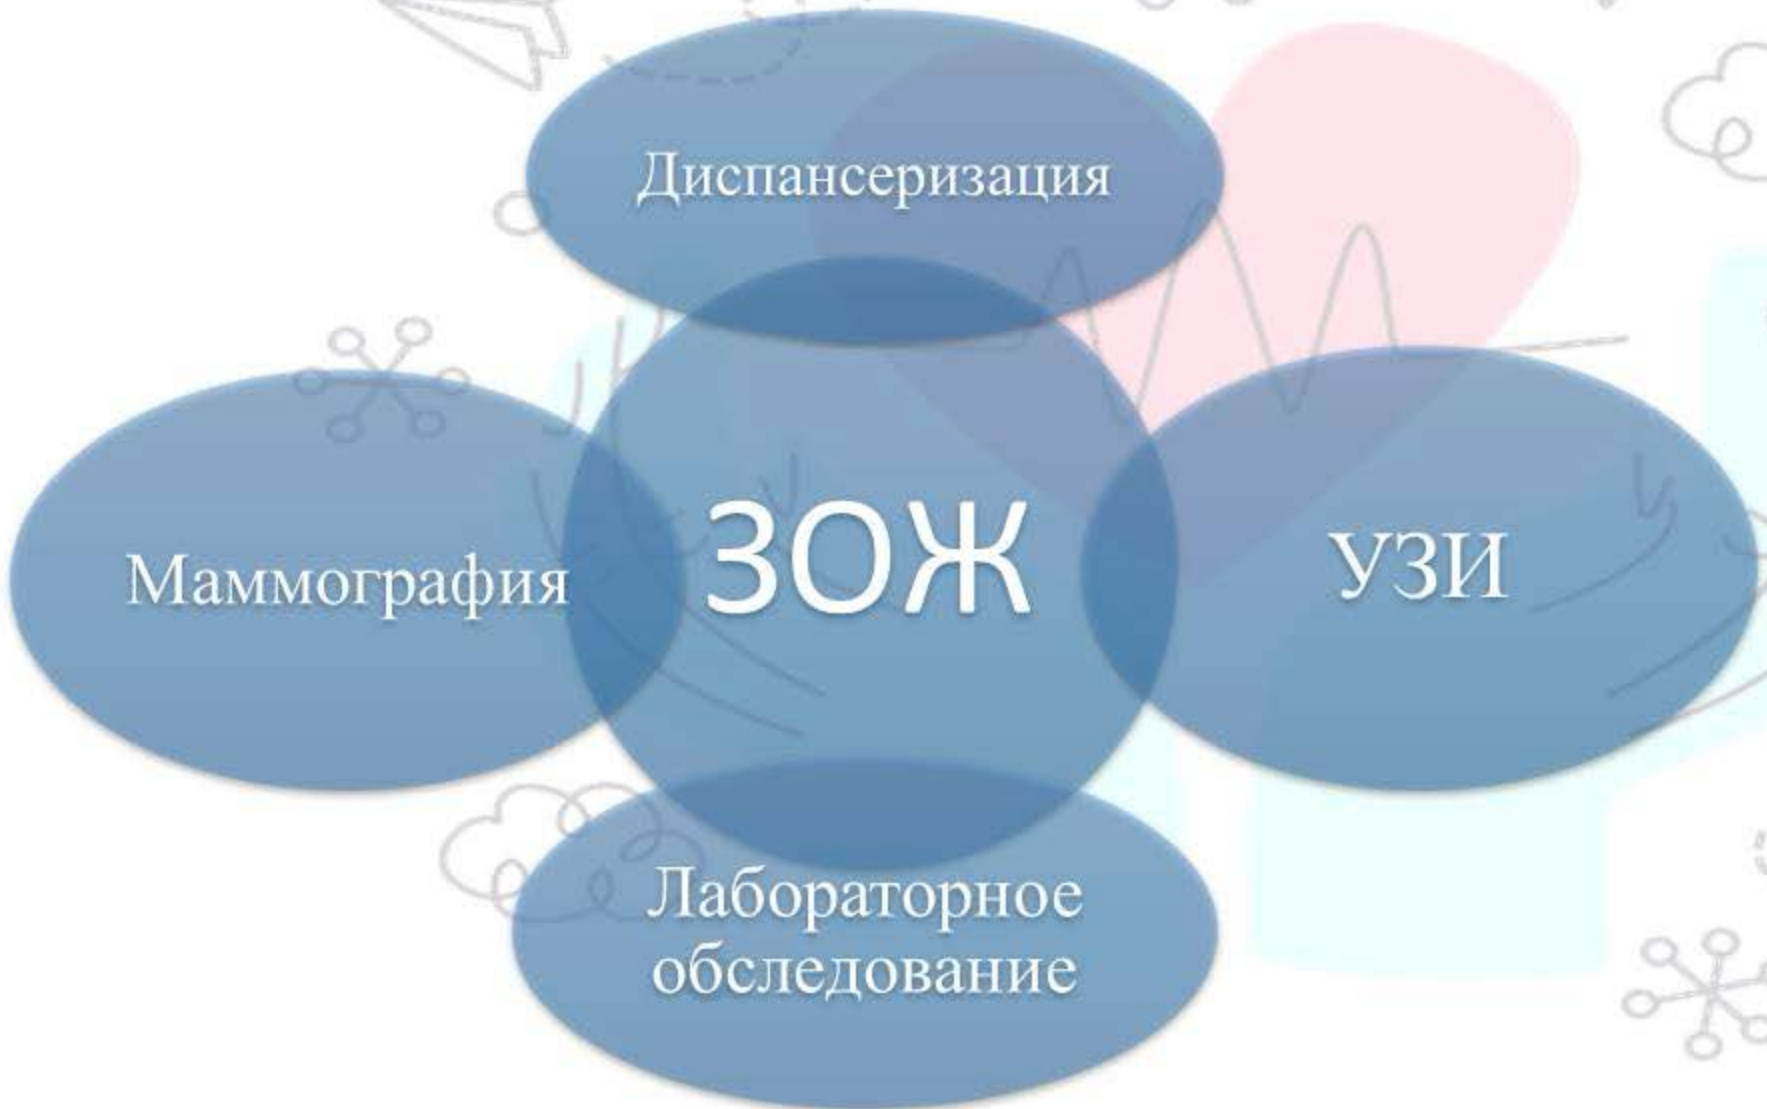 Диспансеризация
Маммография
ЗОЖ
УЗИ
Лабораторное
обследование